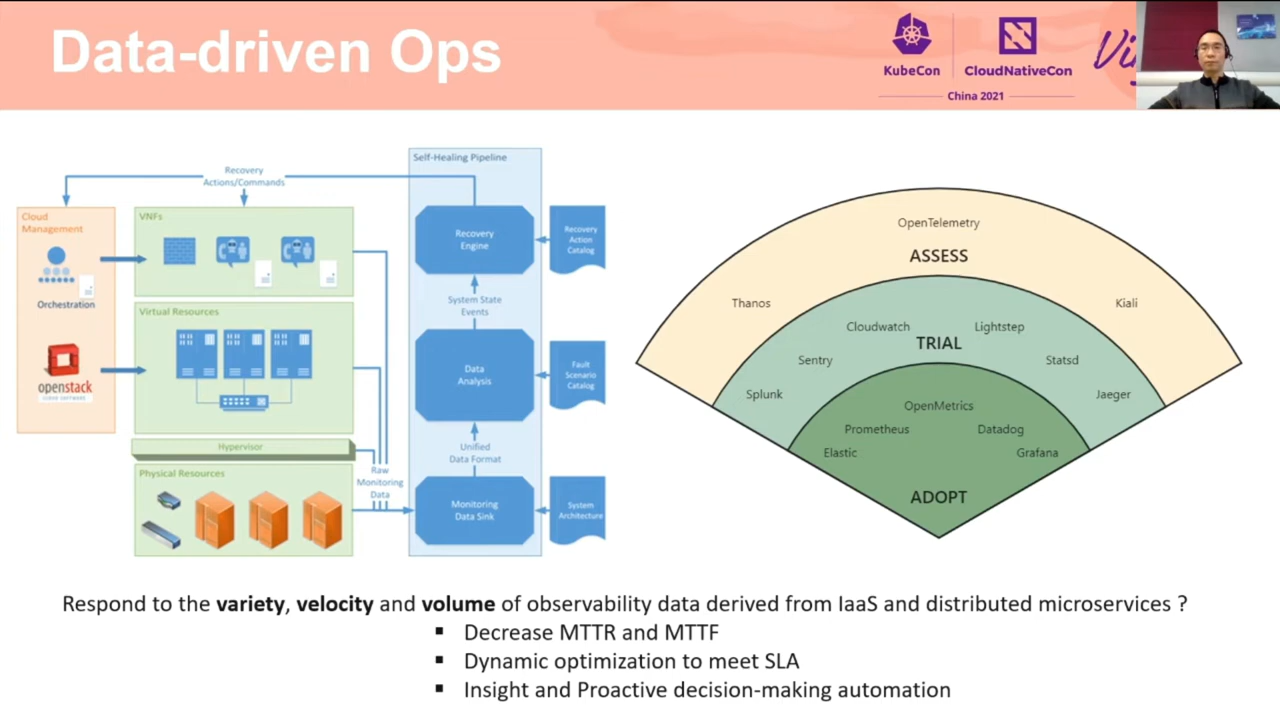 Data-driven Ops
KubeCon
CloudNativeCon
China 2021
Recovery
Actions/Commands
Self-Healing Pipeline
Cloud
Management
Orchestration
openstack
CLOUD SOFTWARE
VNFs
Virtual Resources
Hypervisor
Physical Resources
Raw
Monitoring
Data
Recovery
Engine
Recovery
Action
Catalog
System State
Events
Data
Analysis
Fault
Scenario
Catalog
Unified
Data Format
Monitoring
Data Sink
System
Architecture
OpenTelemetry
ASSESS
Thanos
Kiali
Cloudwatch
Lightstep
TRIAL
Sentry
Statsd
Splunk
Jaeger
OpenMetrics
Prometheus
Datadog
Elastic
Grafana
ADOPT
Respond to the variety, velocity and volume of observability data derived from IaaS and distributed microservices ?
▪ Decrease MTTR and MTTF
▪ Dynamic optimization to meet SLA
▪ Insight and Proactive decision-making automation